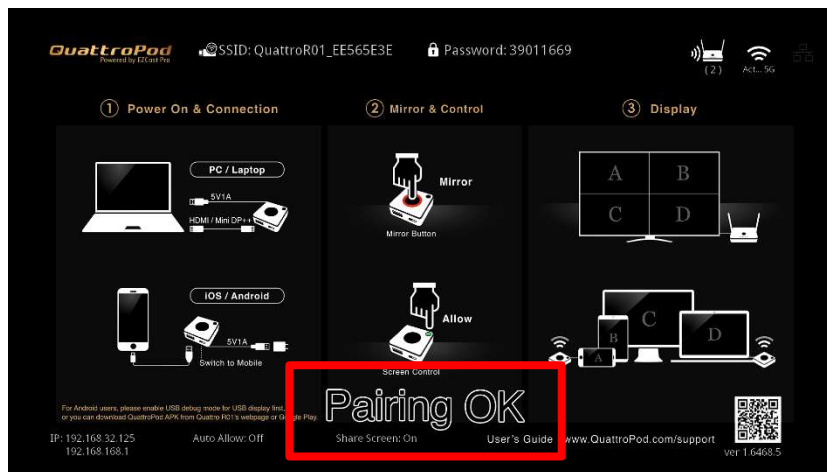 QuattroPod
Powered by EZCast Pro
SSID: QuattroR01_EE565E3E
Password: 39011669
(2)
Act... 5G
1 Power On & Connection
2 Mirror & Control
3 Display
PC / Laptop
5V1A
HDMI / Mini DP++
Mirror
Mirror Button
A B
C D
iOS / Android
5V1A
Switch to Mobile
Allow
Screen Control
A B C D
For Android users, please enable USB debug mode for USB display first,
or you can download QuattroPod APK from Quattro R01's webpage or Google Play.
Pairing OK
IP: 192.168.32.125
192.168.168.1
Auto Allow: Off
Share Screen: On
User's Guide www.QuattroPod.com/support
ver 1.6468.5